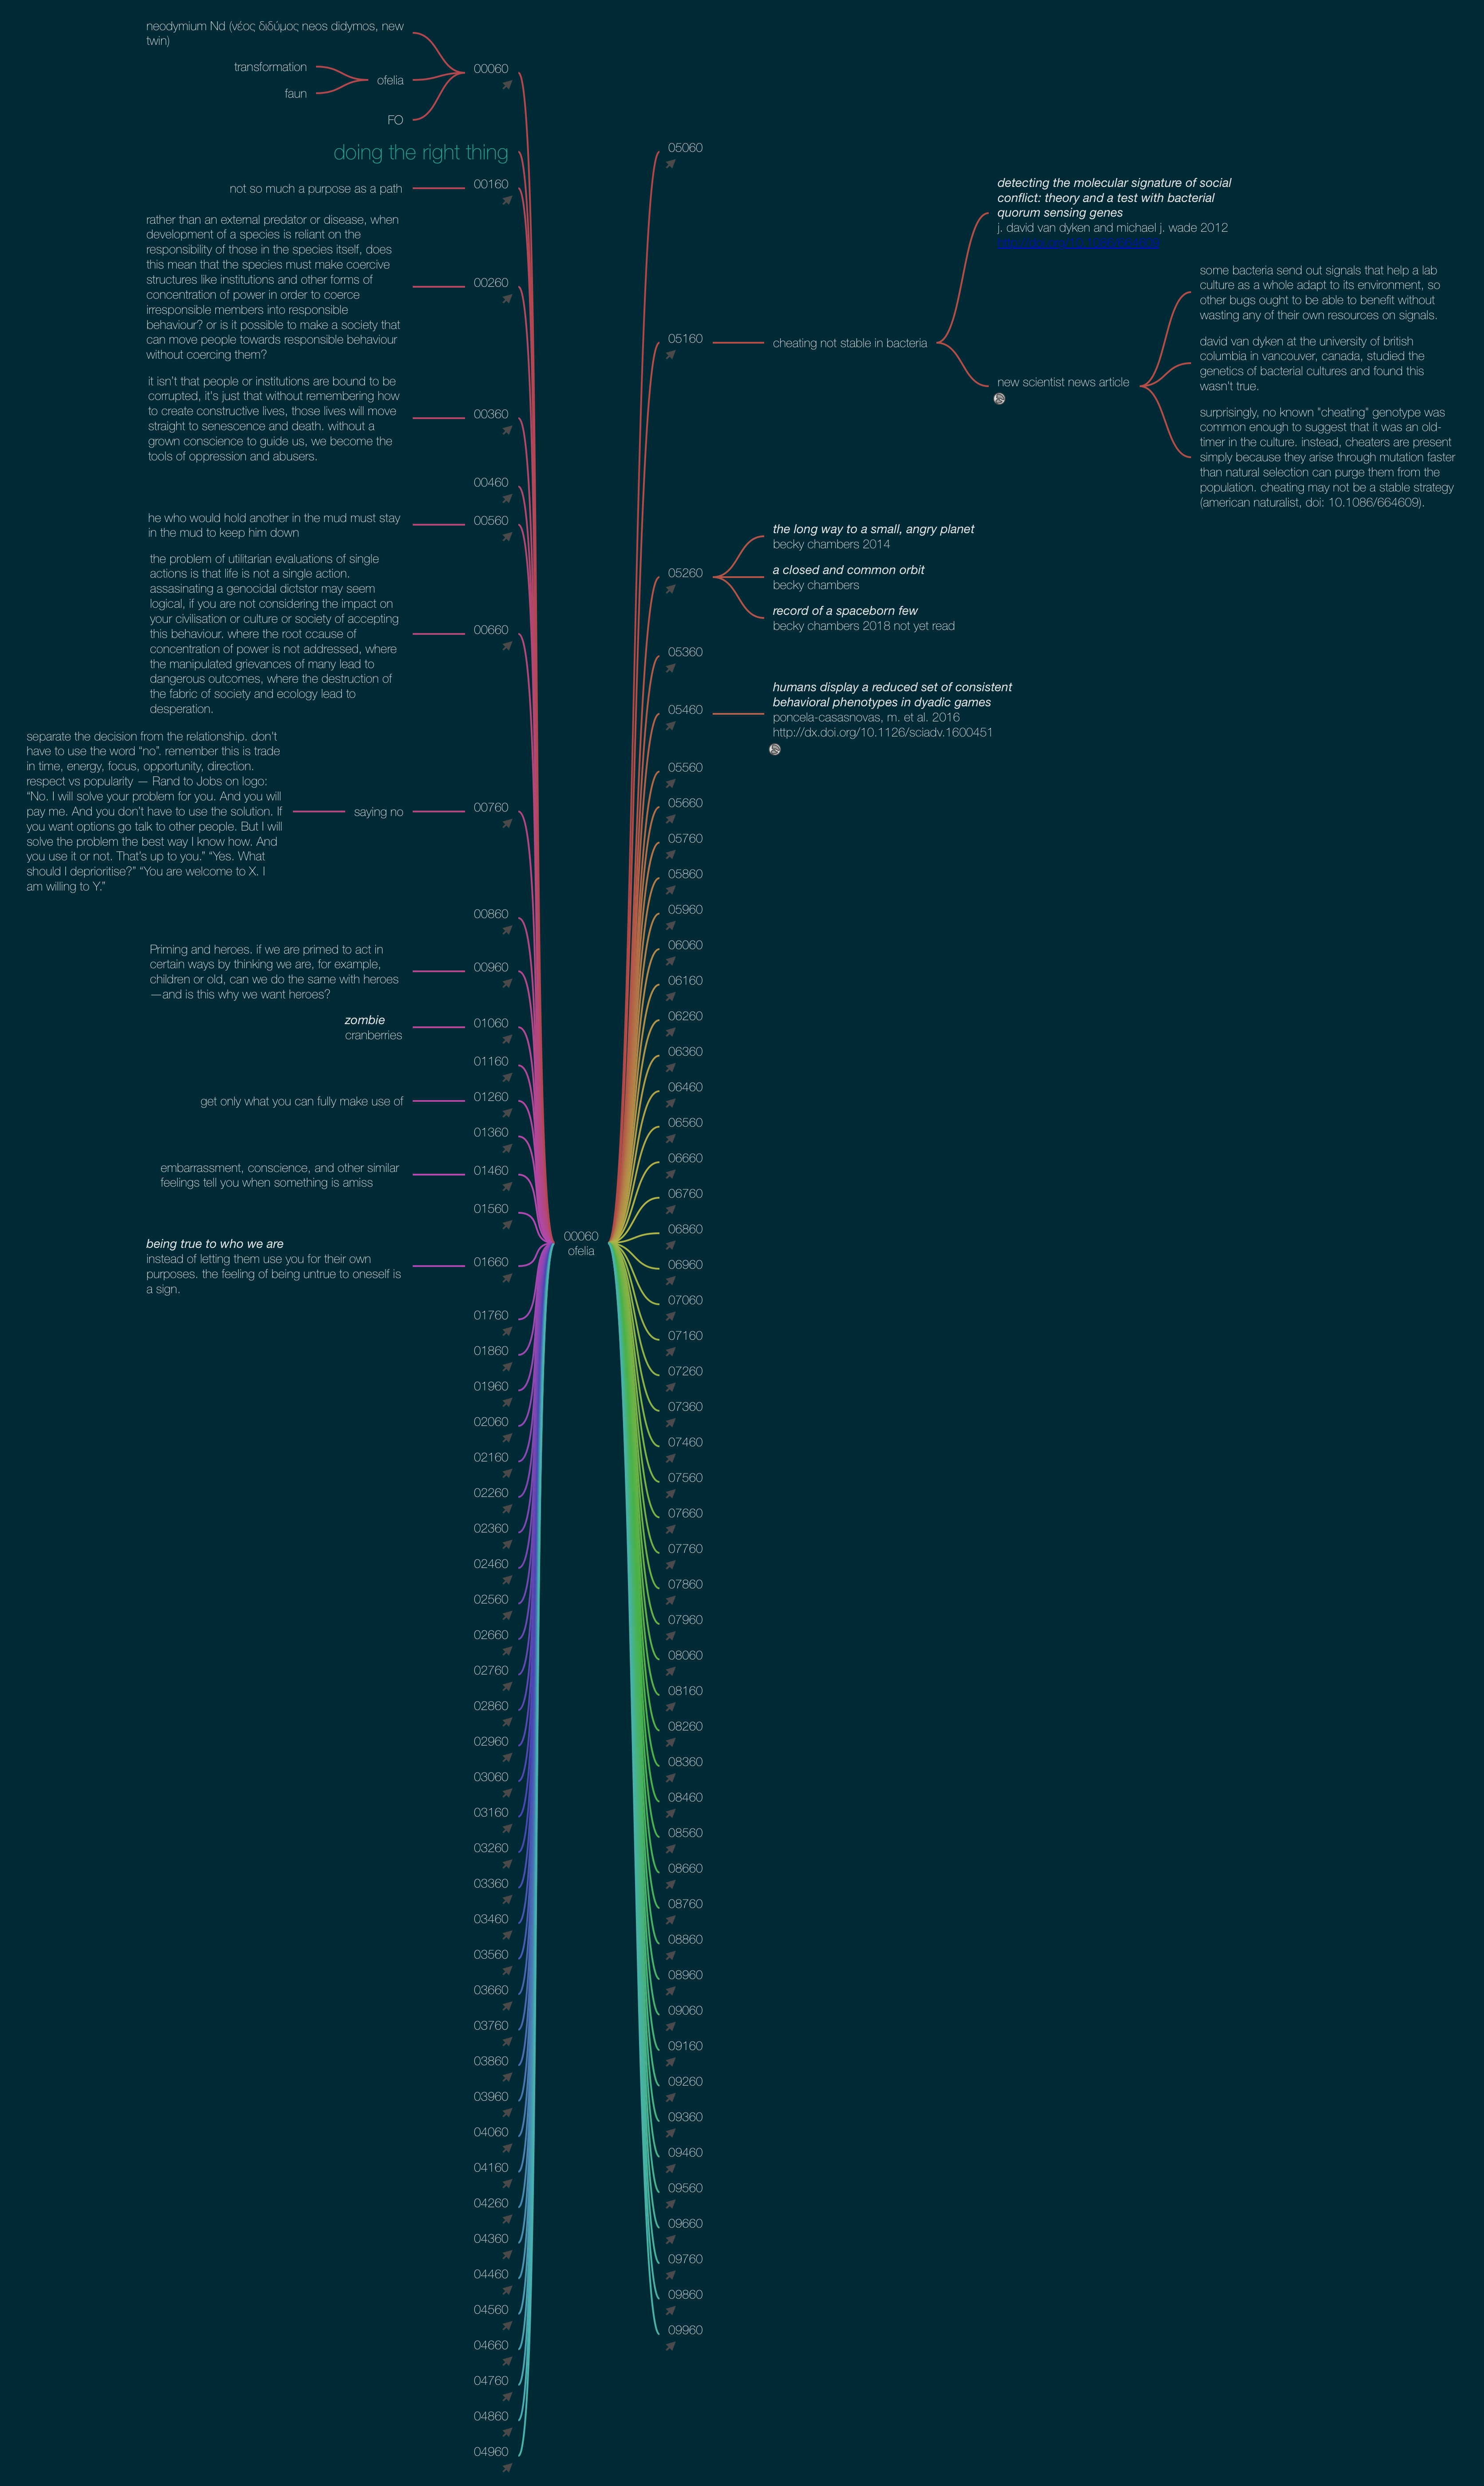 neodymium Nd (νέος διδύμος neos didymos, new
twin)
transformation
faun
ofelia
FO
00060
doing the right thing
not so much a purpose as a path
00160
rather than an external predator or disease, when
development of a species is reliant on the
responsibility of those in the species itself, does
this mean that the species must make coercive
structures like institutions and other forms of
concentration of power in order to coerce
irresponsible members into responsible
behaviour? or is it possible to make a society that
can move people towards responsible behaviour
without coercing them?
00260
it isn't that people or institutions are bound to be
corrupted, it's just that without remembering how
to create constructive lives, those lives will move
straight to senescence and death. without a
grown conscience to guide us, we become the
tools of oppression and abusers.
00360
00460
he who would hold another in the mud must stay
in the mud to keep him down
00560
the problem of utilitarian evaluations of single
actions is that life is not a single action.
assasinating a genocidal dictstor may seem
logical, if you are not considering the impact on
your civilisation or culture or society of accepting
this behaviour. where the root ccause of
concentration of power is not addressed, where
the manipulated grievances of many lead to
dangerous outcomes, where the destruction of
the fabric of society and ecology lead to
desperation.
00660
separate the decision from the relationship. don't
have to use the word “no”. remember this is trade
in time, energy, focus, opportunity, direction.
respect vs popularity — Rand to Jobs on logo:
“No. I will solve your problem for you. And you will
pay me. And you don’t have to use the solution. If
you want options go talk to other people. But I will
solve the problem the best way I know how. And
you use it or not. That’s up to you.” “Yes. What
should I deprioritise?” “You are welcome to X. I
am willing to Y.”
saying no
00760
00860
Priming and heroes. if we are primed to act in
certain ways by thinking we are, for example,
children or old, can we do the same with heroes
—and is this why we want heroes?
00960
zombie
cranberries
01060
01160
get only what you can fully make use of
01260
01360
embarrassment, conscience, and other similar
feelings tell you when something is amiss
01460
01560
being true to who we are
instead of letting them use you for their own
purposes. the feeling of being untrue to oneself is
a sign.
01660
01760
01860
01960
02060
02160
02260
02360
02460
02560
02660
02760
02860
02960
03060
03160
03260
03360
03460
03560
03660
03760
03860
03960
04060
04160
04260
04360
04460
04560
04660
04760
04860
04960
00060
ofelia
05060
05160
cheating not stable in bacteria
detecting the molecular signature of social
conflict: theory and a test with bacterial
quorum sensing genes
j. david van dyken and michael j. wade 2012
new scientist news article
some bacteria send out signals that help a lab
culture as a whole adapt to its environment, so
other bugs ought to be able to benefit without
wasting any of their own resources on signals.
david van dyken at the university of british
columbia in vancouver, canada, studied the
genetics of bacterial cultures and found this
wasn't true.
surprisingly, no known "cheating" genotype was
common enough to suggest that it was an old-
timer in the culture. instead, cheaters are present
simply because they arise through mutation faster
than natural selection can purge them from the
population. cheating may not be a stable strategy
(american naturalist, doi: 10.1086/664609).
05260
the long way to a small, angry planet
becky chambers 2014
a closed and common orbit
becky chambers
record of a spaceborn few
becky chambers 2018 not yet read
05360
05460
humans display a reduced set of consistent
behavioral phenotypes in dyadic games
poncela-casasnovas, m. et al. 2016
http://dx.doi.org/10.1126/sciadv.1600451
05560
05660
05760
05860
05960
06060
06160
06260
06360
06460
06560
06660
06760
06860
06960
07060
07160
07260
07360
07460
07560
07660
07760
07860
07960
08060
08160
08260
08360
08460
08560
08660
08760
08860
08960
09060
09160
09260
09360
09460
09560
09660
09760
09860
09960